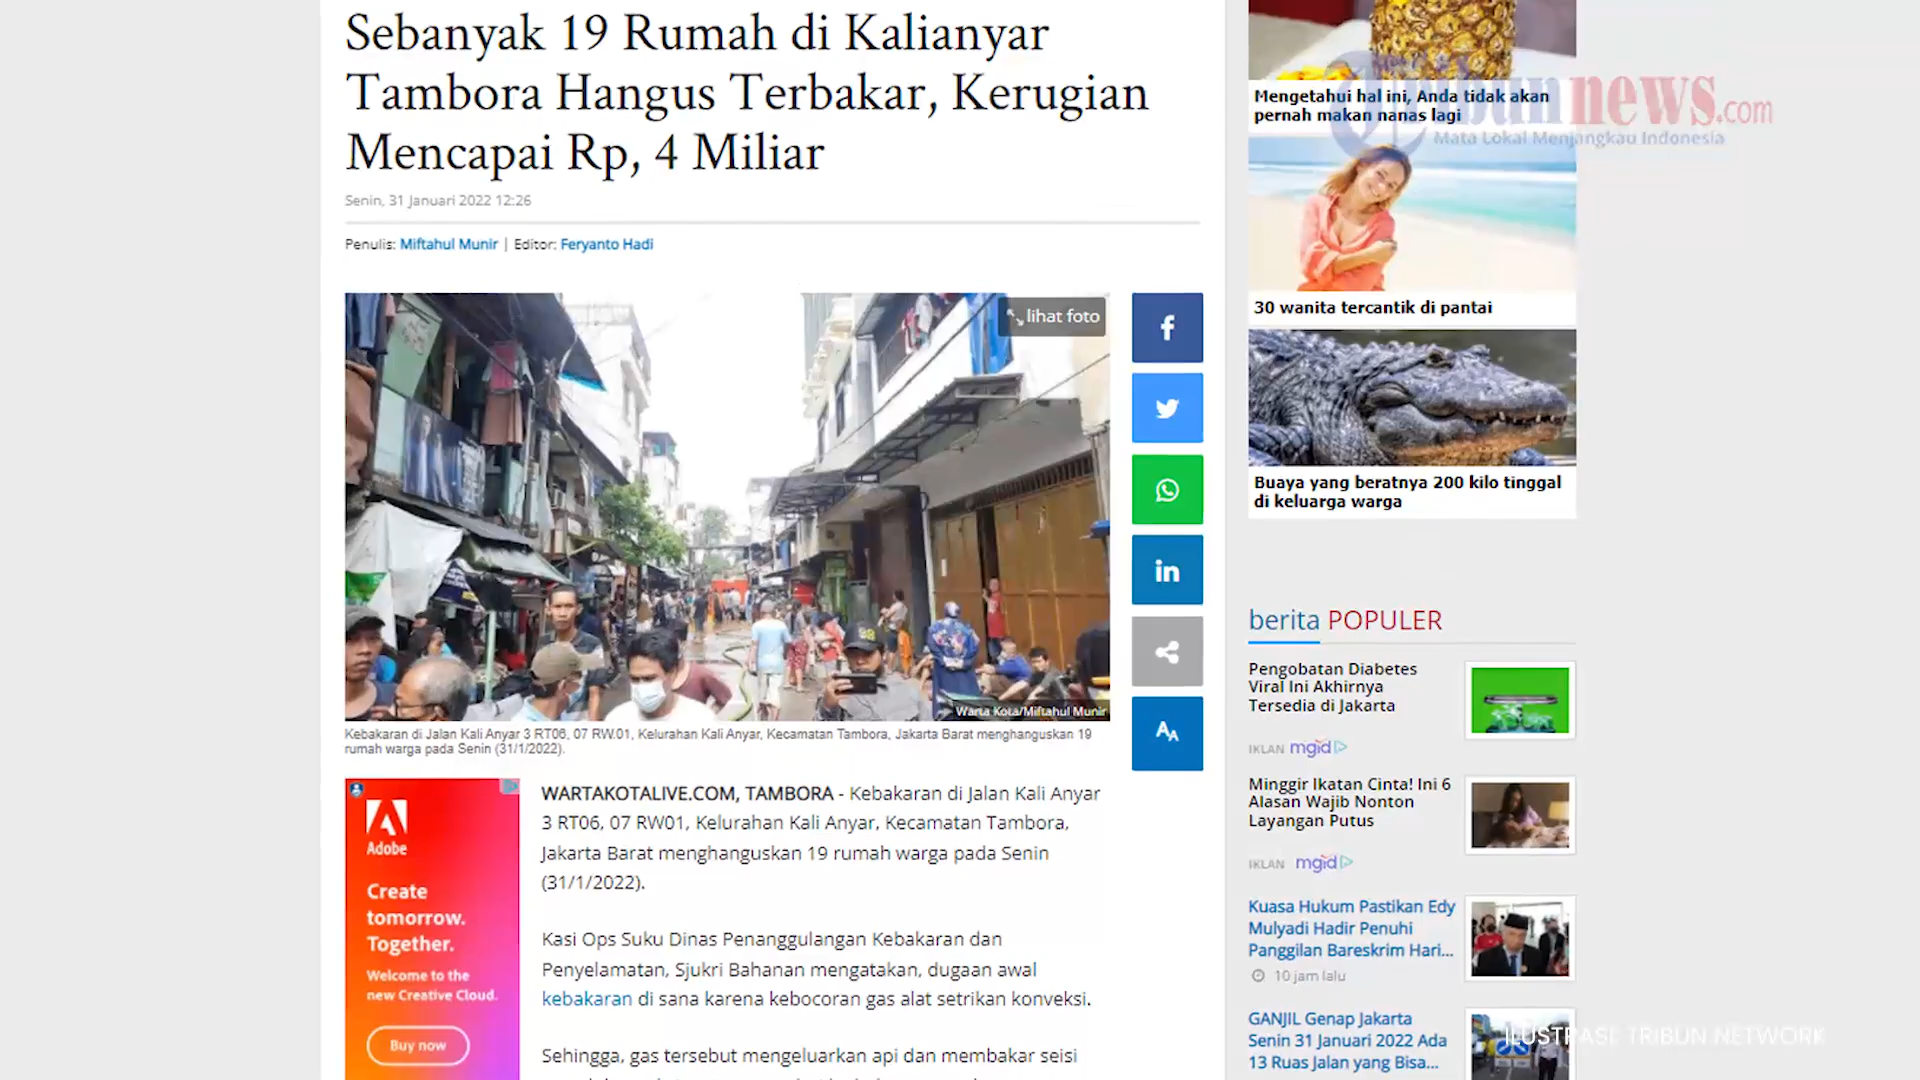 Sebanyak 19 Rumah di Kalianyar
Tambora Hangus Terbakar, Kerugian
Mencapai Rp, 4 Miliar
Senin, 31 Januari 2022 12:26
Penulis: Miftahul Munir | Editor: Feryanto Hadi
lihat foto
Warta Kota/Miftahul Munir
Kebakaran di Jalan Kali Anyar 3 RT06, 07 RW.01, Kelurahan Kali Anyar, Kecamatan Tambora, Jakarta Barat menghanguskan 19
rumah warga pada Senin (31/1/2022).
Adobe
Create
tomorrow.
Together.
Welcome to the
new Creative Cloud.
Buy now
WARTAKOTALIVE.COM, TAMBORA - Kebakaran di Jalan Kali Anyar
3 RT06, 07 RW01, Kelurahan Kali Anyar, Kecamatan Tambora,
Jakarta Barat menghanguskan 19 rumah warga pada Senin
(31/1/2022).
Kasi Ops Suku Dinas Penanggulangan Kebakaran dan
Penyelamatan, Sjukri Bahanan mengatakan, dugaan awal
kebakaran di sana karena kebocoran gas alat setrikan konveksi.
Sehingga, gas tersebut mengeluarkan api dan membakar seisi
Mengetahui hal ini, Anda tidak akan
pernah makan nanas lagi
Tribunnews.com
Mata Lokal Menjangkau Indonesia
30 wanita tercantik di pantai
Buaya yang beratnya 200 kilo tinggal
di keluarga warga
berita POPULER
Pengobatan Diabetes
Viral Ini Akhirnya
Tersedia di Jakarta
IKLAN mgid
Minggir Ikatan Cinta! Ini 6
Alasan Wajib Nonton
Layangan Putus
IKLAN mgid
Kuasa Hukum Pastikan Edy
Mulyadi Hadir Penuhi
Panggilan Bareskrim Hari...
10 jam lalu
GANJIL Genap Jakarta
Senin 31 Januari 2022 Ada
13 Ruas Jalan yang Bisa...
ILUSTRASI: TRIBUN NETWORK